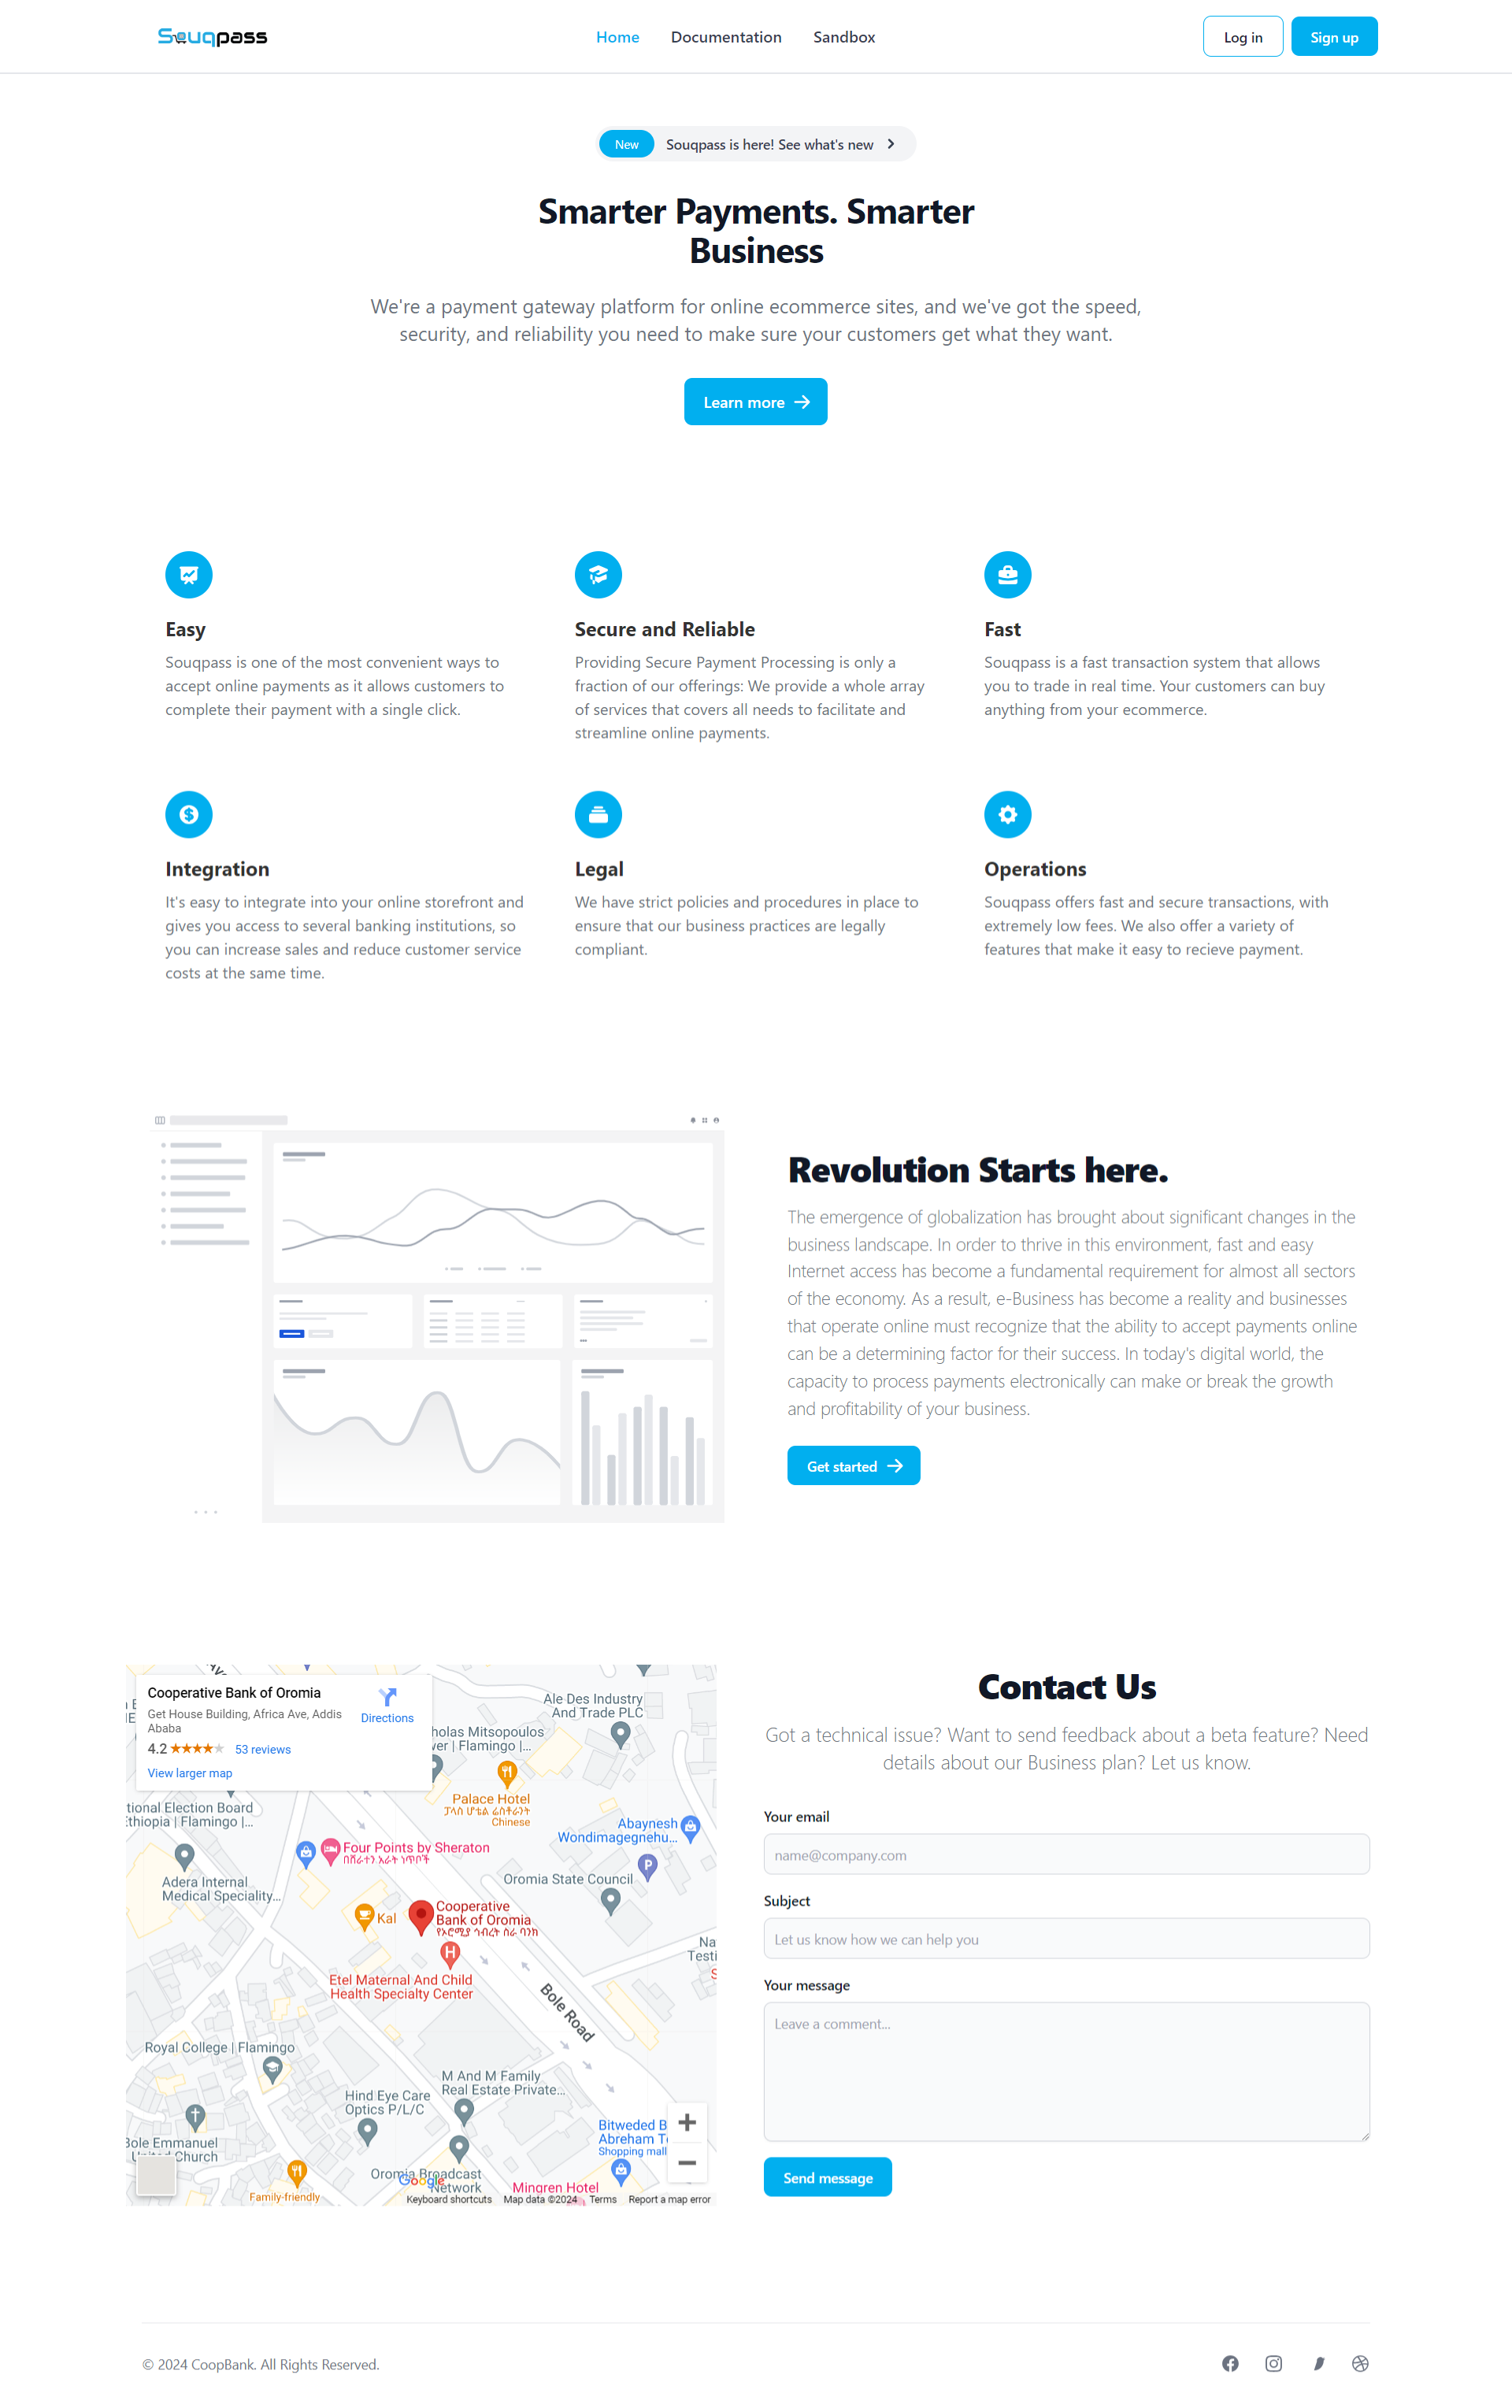 Souqpass
Home
Documentation
Sandbox
Log in
Sign up
New
Souqpass is here! See what's new
Smarter Payments. Smarter
Business
We're a payment gateway platform for online ecommerce sites, and we've got the speed,
security, and reliability you need to make sure your customers get what they want.
Learn more
Easy
Souqpass is one of the most convenient ways to
accept online payments as it allows customers to
complete their payment with a single click.
Secure and Reliable
Providing Secure Payment Processing is only a
fraction of our offerings: We provide a whole array
of services that covers all needs to facilitate and
streamline online payments.
Fast
Souqpass is a fast transaction system that allows
you to trade in real time. Your customers can buy
anything from your ecommerce.
Integration
It's easy to integrate into your online storefront and
gives you access to several banking institutions, so
you can increase sales and reduce customer service
costs at the same time.
Legal
We have strict policies and procedures in place to
ensure that our business practices are legally
compliant.
Operations
Souqpass offers fast and secure transactions, with
extremely low fees. We also offer a variety of
features that make it easy to recieve payment.
Revolution Starts here.
The emergence of globalization has brought about significant changes in the
business landscape. In order to thrive in this environment, fast and easy
Internet access has become a fundamental requirement for almost all sectors
of the economy. As a result, e-Business has become a reality and businesses
that operate online must recognize that the ability to accept payments online
can be a determining factor for their success. In today's digital world, the
capacity to process payments electronically can make or break the growth
and profitability of your business.
Get started
Cooperative Bank of Oromia
Get House Building, Africa Ave, Addis
Ababa
Directions
4.2
53 reviews
View larger map
Ale Des Industry
And Trade PLC
holas Mitsopoulos
ver | Flamingo |...
Palace Hotel
ፓላስ ሆቴል ሬስቶራንት
Chinese
tional Election Board
thiopia | Flamingo |...
Abaynesh
Wondimagegnehu...
Four Points by Sheraton
በሸራተን አራት ነጥቦች
P
Adera Internal
Medical Speciality...
Oromia State Council
Kal
Cooperative
Bank of Oromia
የኦሮሚያ ኅብረት ስራ ባንክ
Na
Testi
H
Etel Maternal And Child
Health Specialty Center
Bole Road
Royal College | Flamingo
M And M Family
Real Estate Private...
Hind Eye Care
Optics P/L/C
Bitweded B
Abreham T
Shopping mall
Bole Emmanuel
United Church
Oromia Broadcast
Network
Google
Family-friendly
Mingren Hotel
Keyboard shortcuts
Map data ©2024
Terms
Report a map error
Contact Us
Got a technical issue? Want to send feedback about a beta feature? Need
details about our Business plan? Let us know.
Your email
name@company.com
Subject
Let us know how we can help you
Your message
Leave a comment...
Send message
© 2024 CoopBank. All Rights Reserved.